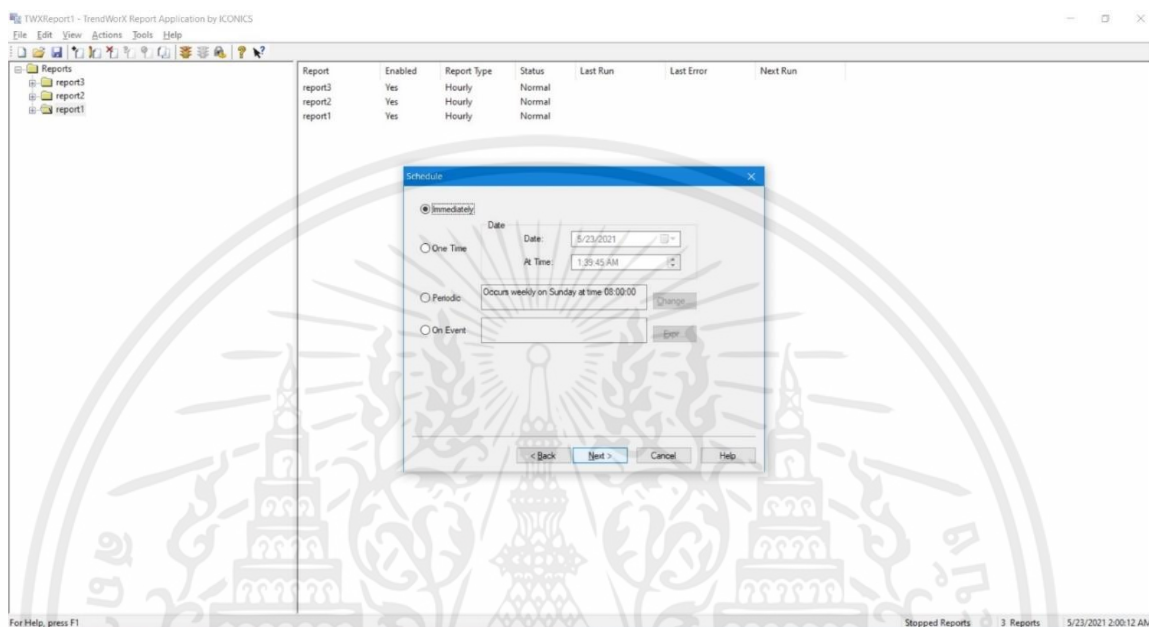 TWXReport1 - TrendWorX Report Application by ICONICS
File Edit View Actions Tools Help
Reports
report3
report2
report1
Report Enabled Report Type Status Last Run Last Error Next Run
report3 Yes Hourly Normal
report2 Yes Hourly Normal
report1 Yes Hourly Normal
Schedule
Immediately
Date
One Time
Date: 5/23/2021
At Time: 1:39:45 AM
Periodic
Occurs weekly on Sunday at time 08:00:00
Change...
On Event
< Back Next > Cancel Help
For Help, press F1
Stopped Reports 3 Reports 5/23/2021 2:00:12 AM